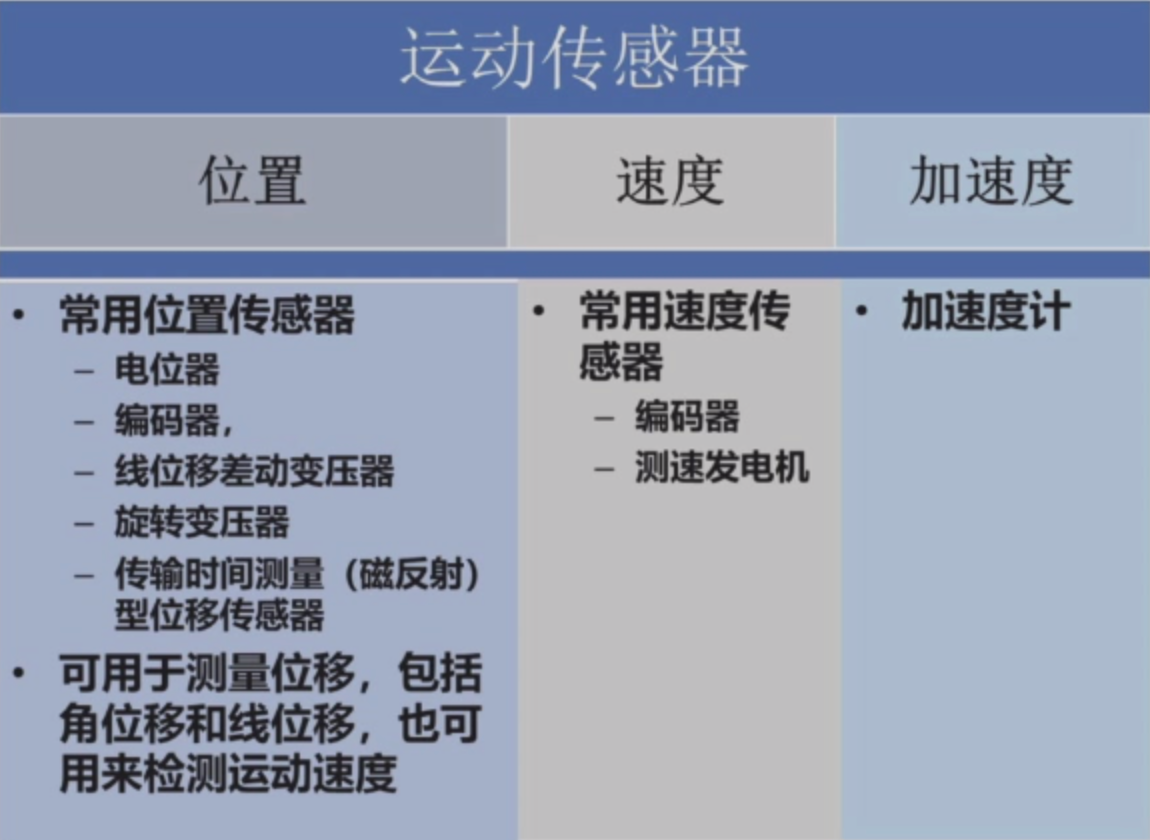 运动传感器
位置
速度
加速度
• 常用位置传感器
– 电位器
– 编码器,
– 线位移差动变压器
– 旋转变压器
– 传输时间测量（磁反射）
型位移传感器
• 可用于测量位移，包括
角位移和线位移，也可
用来检测运动速度
• 常用速度传
感器
– 编码器
– 测速发电机
• 加速度计